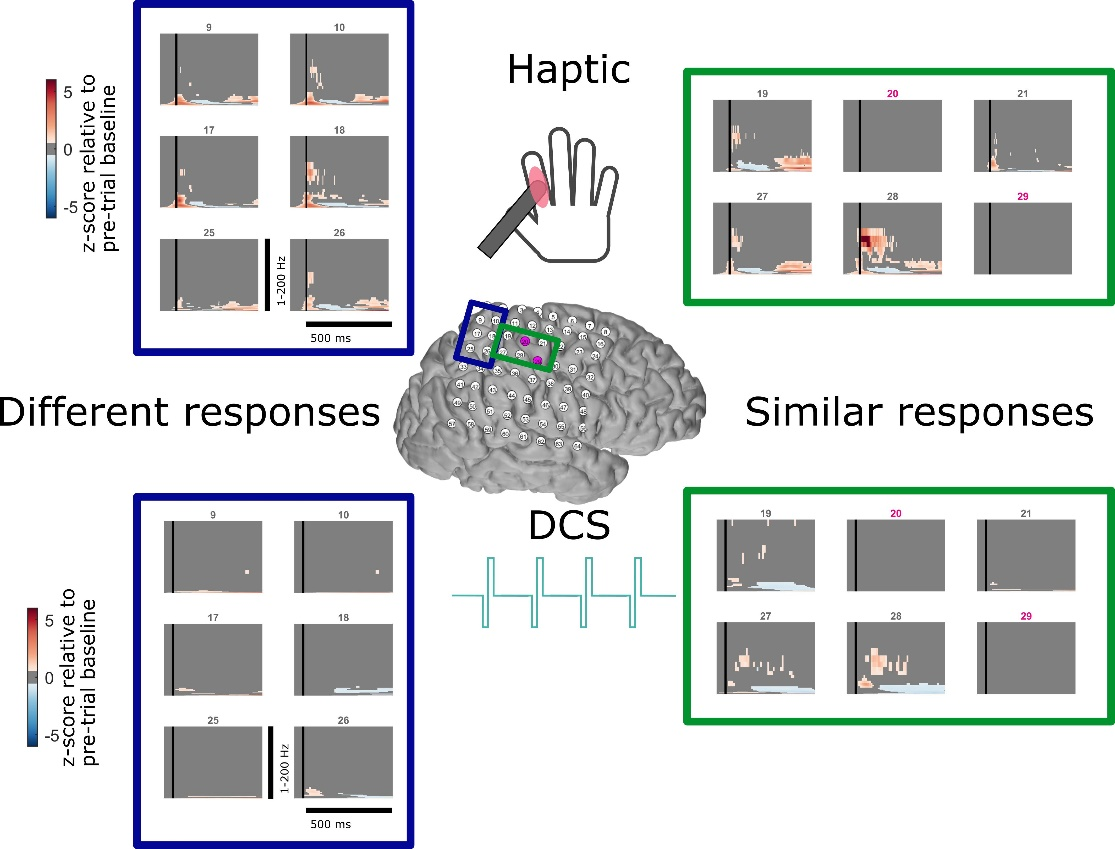 9 10
5
0
-5
z-score relative to
pre-trial baseline
17 18
25 26
1-200 Hz
500 ms
Haptic
19 20 21
27 28 29
Different responses
Similar responses
DCS
9 10
5
0
-5
z-score relative to
pre-trial baseline
17 18
25 26
1-200 Hz
500 ms
19 20 21
27 28 29